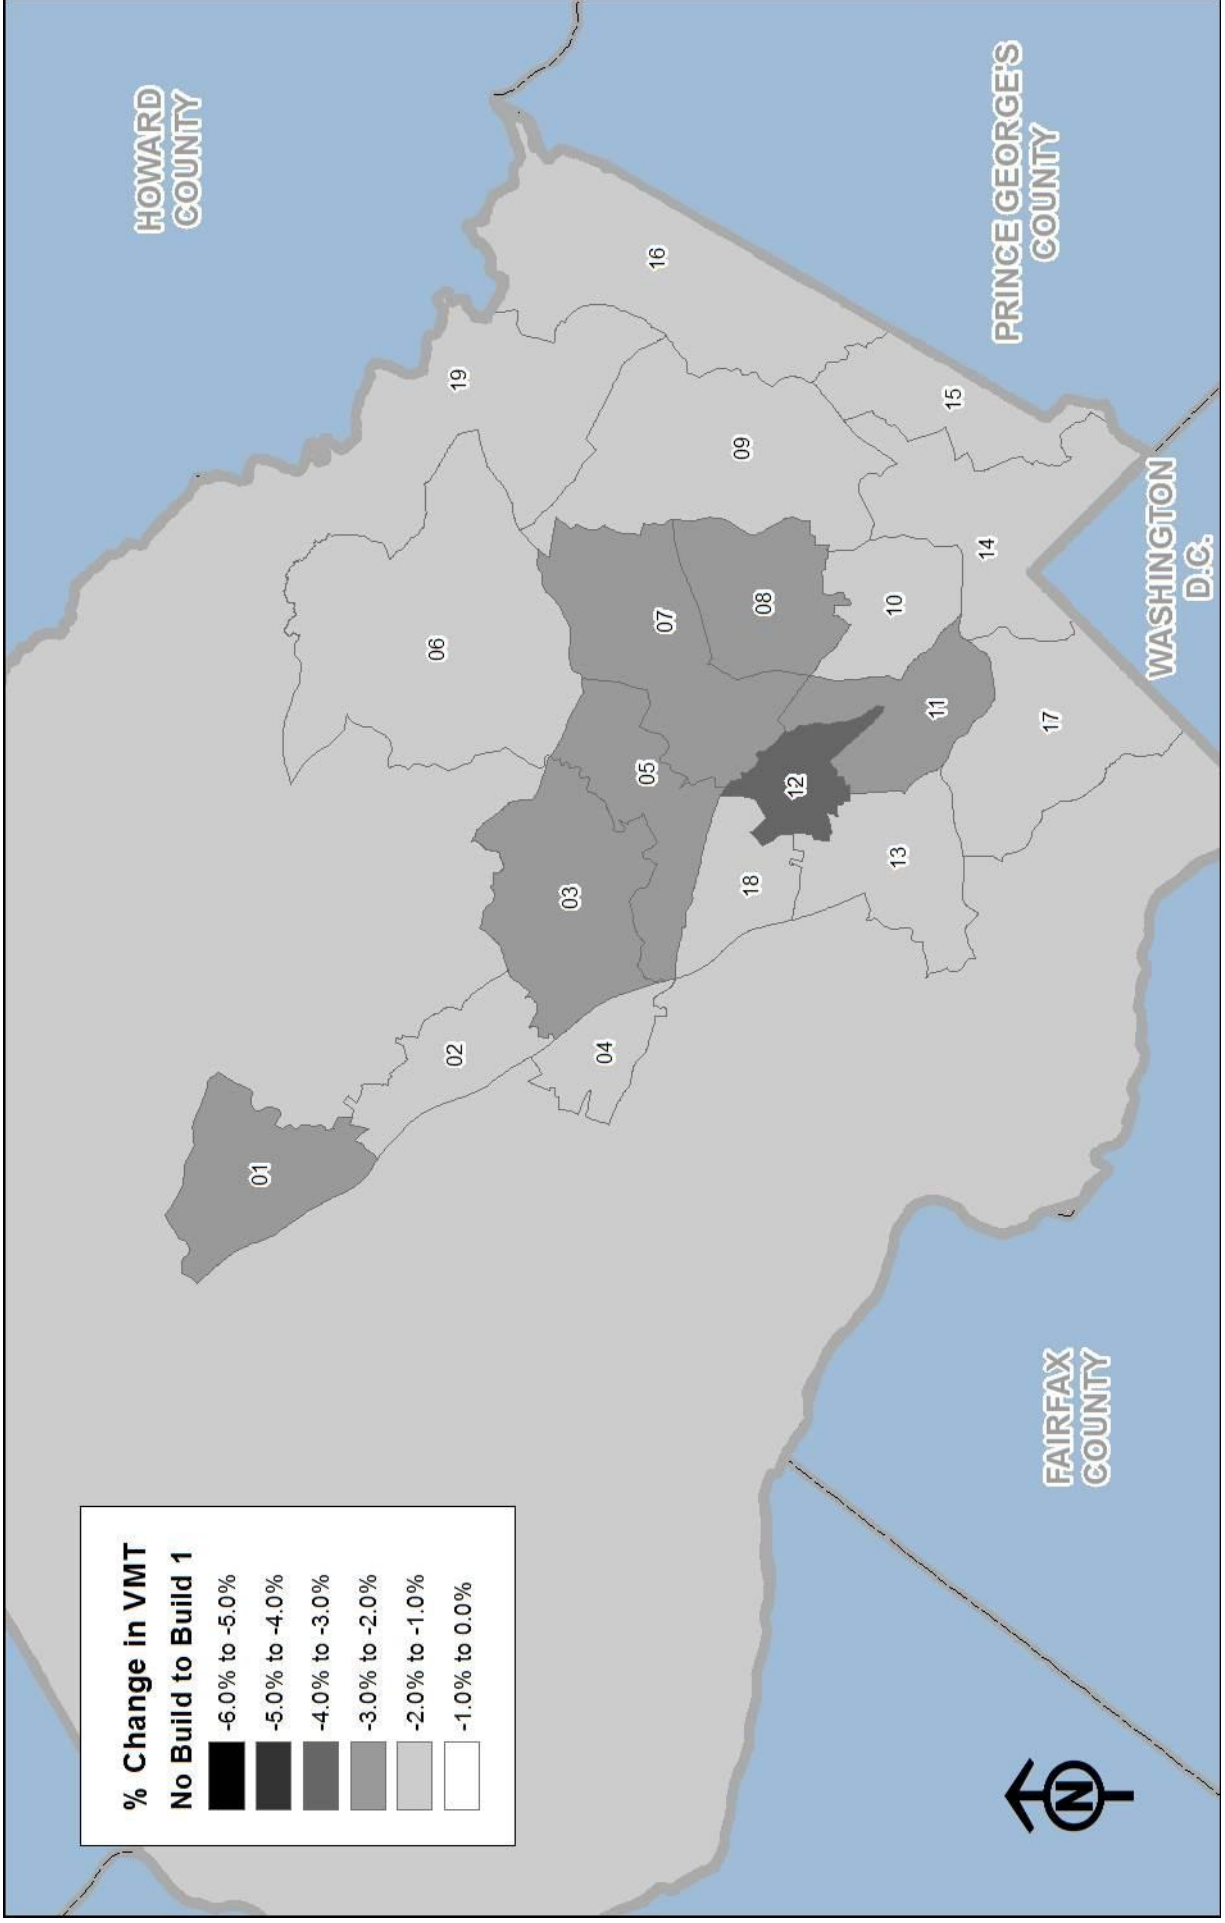 % Change in VMT
No Build to Build 1
-6.0% to -5.0%
-5.0% to -4.0%
-4.0% to -3.0%
-3.0% to -2.0%
-2.0% to -1.0%
-1.0% to 0.0%
HOWARD
COUNTY
PRINCE GEORGE'S
COUNTY
WASHINGTON
D.C.
FAIRFAX
COUNTY
N
01
02
03
04
05
06
07
08
09
10
11
12
13
14
15
16
17
18
19